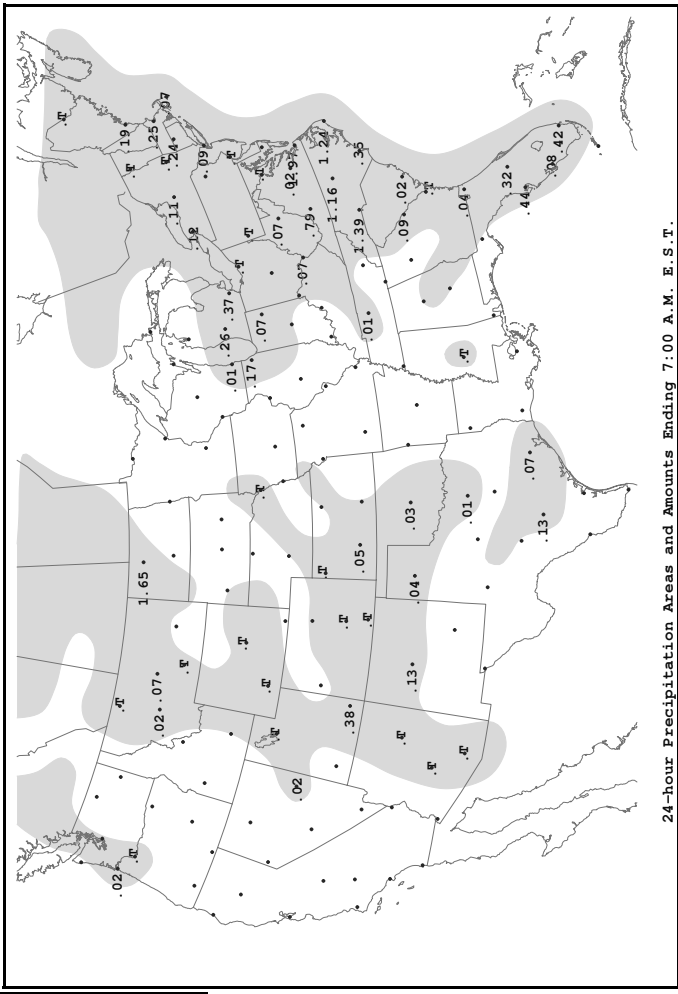 T
.02
T
T
.19
T
1.65
.02
.07
.25
.07
T
.11
.24
T
.12
.09
.26
.37
T
.01
T
T
T
.17
T
T
.07
T
T
.07
.02
.02
.07
.79
T
1.24
1.16
T
.38
.05
1.39
.35
T
.01
T
.09
.02
.13
.04
.03
T
T
T
T
.04
.01
.32
.44
.07
.13
.08
.42
24-hour Precipitation Areas and Amounts Ending 7:00 A.M. E.S.T.